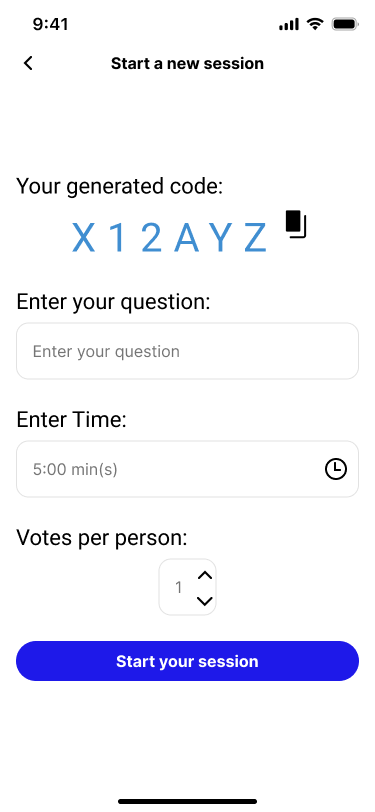 9:41
Start a new session
Your generated code:
X 1 2 A Y Z
Enter your question:
Enter your question
Enter Time:
5:00 min(s)
Votes per person:
1
Start your session